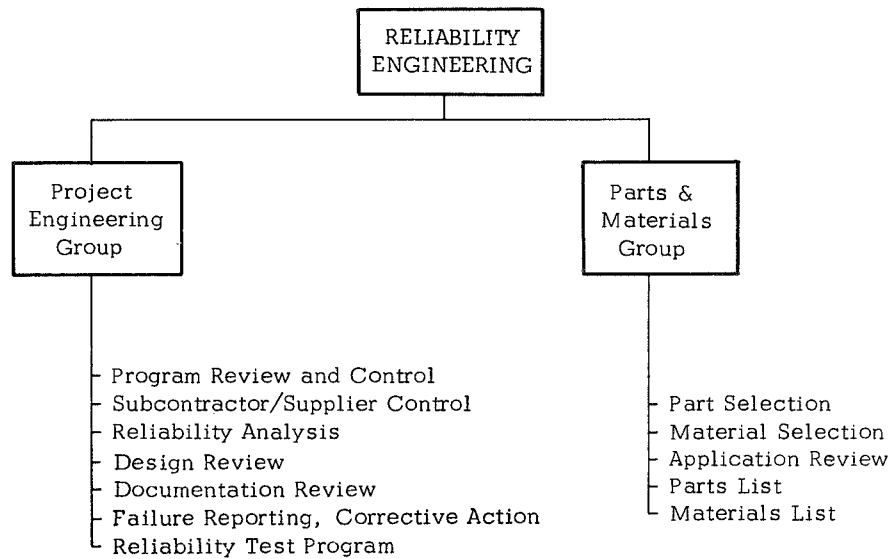 RELIABILITY
ENGINEERING
Project
Engineering
Group
Parts &
Materials
Group
Program Review and Control
Subcontractor/Supplier Control
Reliability Analysis
Design Review
Documentation Review
Failure Reporting, Corrective Action
Reliability Test Program
Part Selection
Material Selection
Application Review
Parts List
Materials List